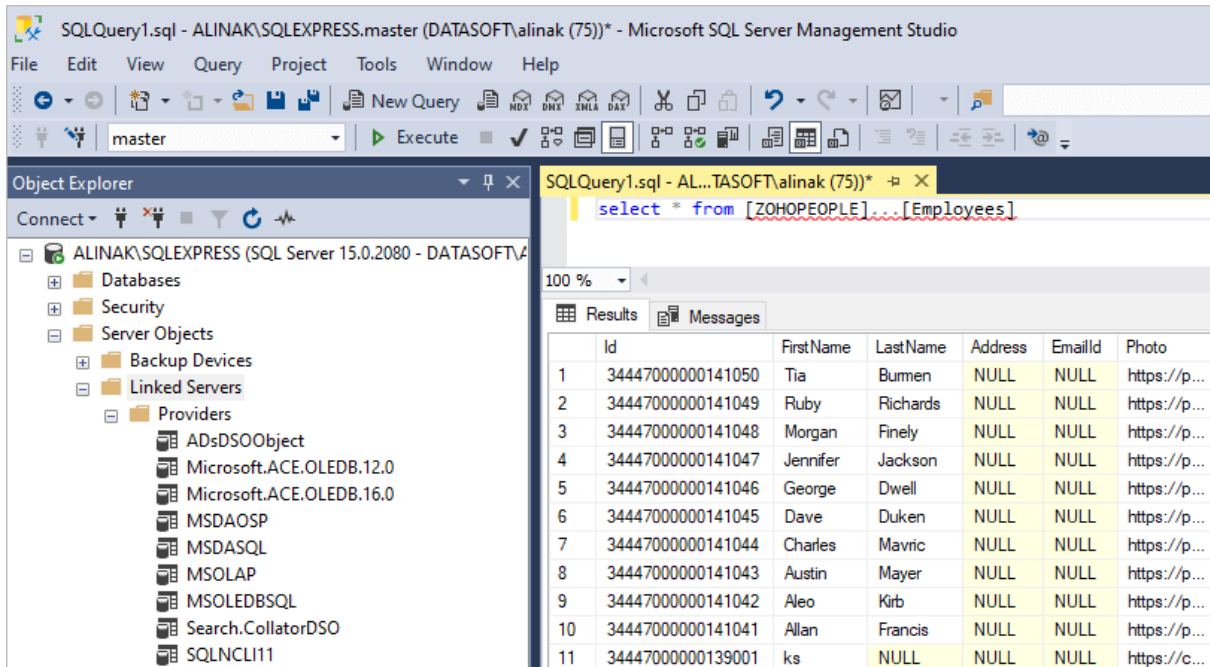 SQLQuery1.sql - ALINAK\SQLEXPRESS.master (DATASOFT\alinak (75))* - Microsoft SQL Server Management Studio
File Edit View Query Project Tools Window Help
New Query MDX DMX XMLA DAX
master Execute
Object Explorer
Connect
ALINAK\SQLEXPRESS (SQL Server 15.0.2080 - DATASOFT\A
Databases
Security
Server Objects
Backup Devices
Linked Servers
Providers
ADsDSOObject
Microsoft.ACE.OLEDB.12.0
Microsoft.ACE.OLEDB.16.0
MSDAOSP
MSDASQL
MSOLAP
MSOLEDBSQL
Search.CollatorDSO
SQLNCLI11
SQLQuery1.sql - AL...TASOFT\alinak (75))*
select * from [ZOHOPEOPLE]...[Employees]
100 %
Results Messages
Id FirstName LastName Address EmailId Photo
1 34447000000141050 Tia Burmen NULL NULL https://p...
2 34447000000141049 Ruby Richards NULL NULL https://p...
3 34447000000141048 Morgan Finely NULL NULL https://p...
4 34447000000141047 Jennifer Jackson NULL NULL https://p...
5 34447000000141046 George Dwell NULL NULL https://p...
6 34447000000141045 Dave Duken NULL NULL https://p...
7 34447000000141044 Charles Mavric NULL NULL https://p...
8 34447000000141043 Austin Mayer NULL NULL https://p...
9 34447000000141042 Aleo Kirb NULL NULL https://p...
10 34447000000141041 Allan Francis NULL NULL https://p...
11 34447000000139001 ks NULL NULL NULL https://c...